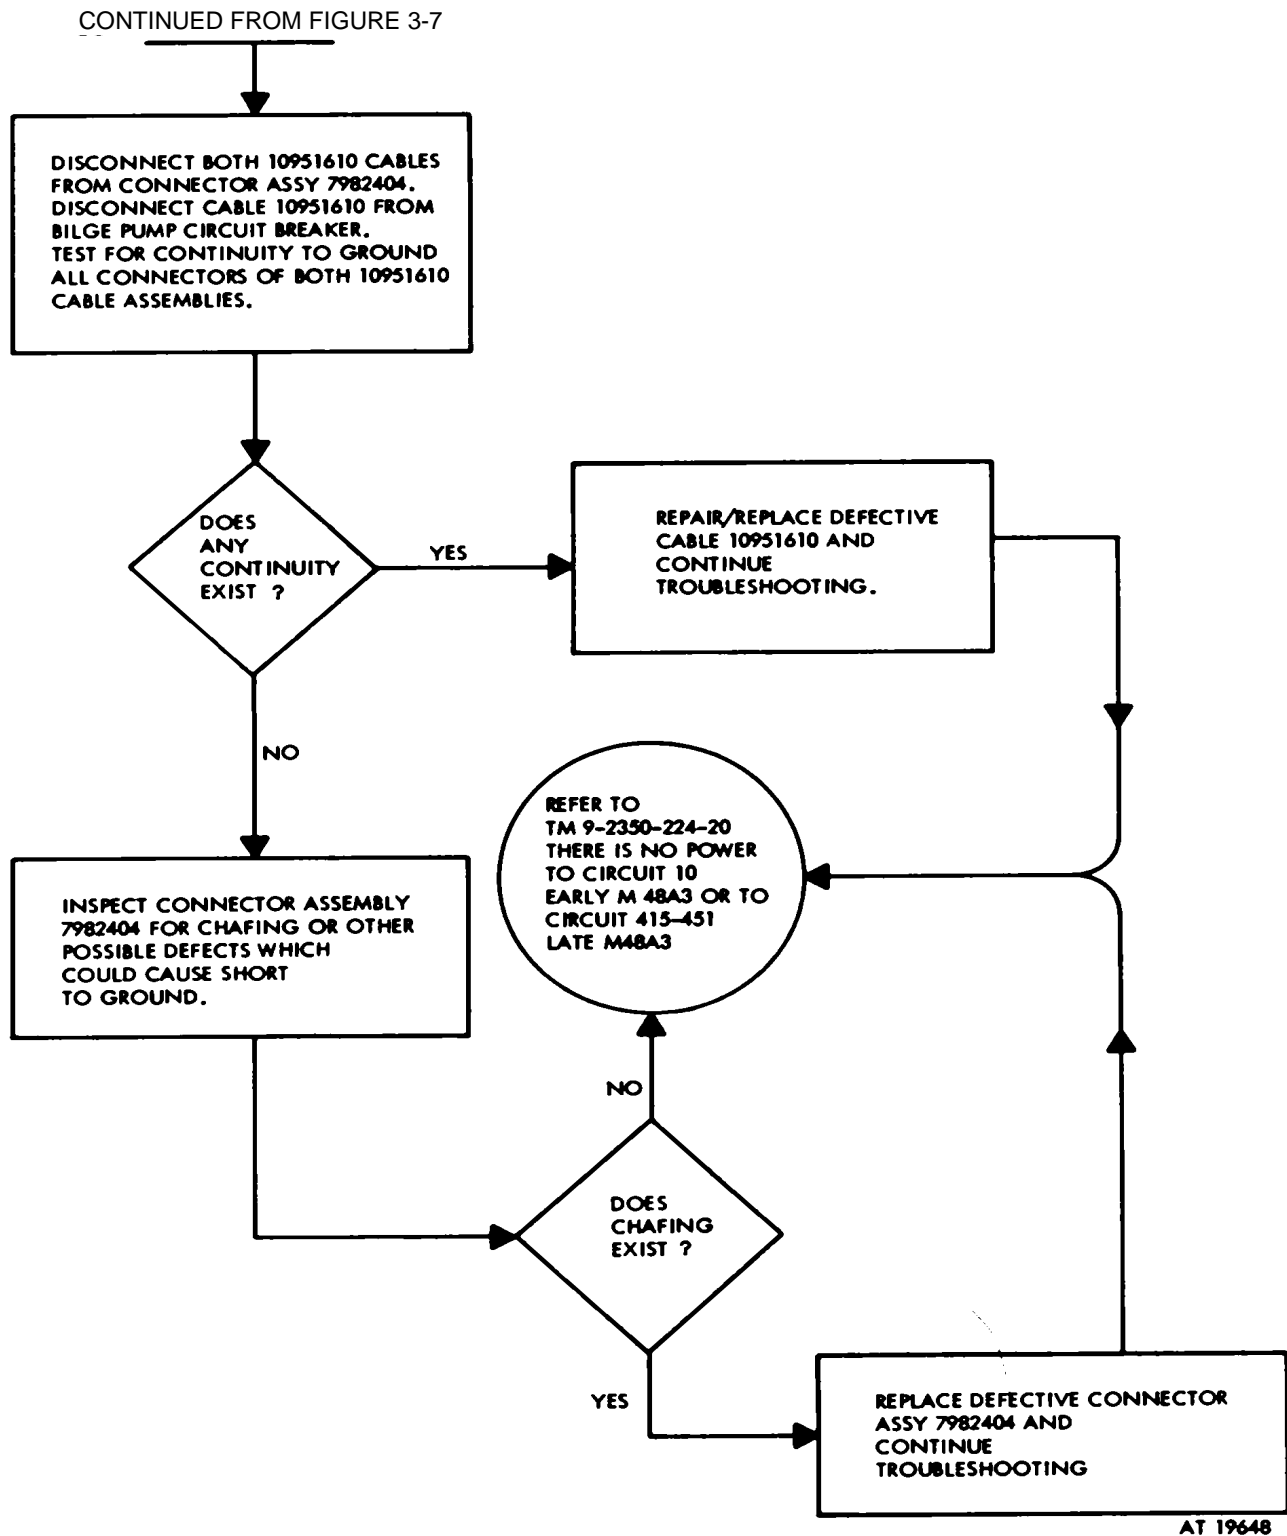 CONTINUED FROM FIGURE 3-7
DISCONNECT BOTH 10951610 CABLES
FROM CONNECTOR ASSY 7982404.
DISCONNECT CABLE 10951610 FROM
BILGE PUMP CIRCUIT BREAKER.
TEST FOR CONTINUITY TO GROUND
ALL CONNECTORS OF BOTH 10951610
CABLE ASSEMBLIES.
DOES
ANY
CONTINUITY
EXIST ?
YES
REPAIR/REPLACE DEFECTIVE
CABLE 10951610 AND
CONTINUE
TROUBLESHOOTING.
NO
INSPECT CONNECTOR ASSEMBLY
7982404 FOR CHAFING OR OTHER
POSSIBLE DEFECTS WHICH
COULD CAUSE SHORT
TO GROUND.
REFER TO
TM 9-2350-224-20
THERE IS NO POWER
TO CIRCUIT 10
EARLY M 48A3 OR TO
CIRCUIT 415-451
LATE M48A3
NO
DOES
CHAFING
EXIST ?
YES
REPLACE DEFECTIVE CONNECTOR
ASSY 7982404 AND
CONTINUE
TROUBLESHOOTING
AT 19648